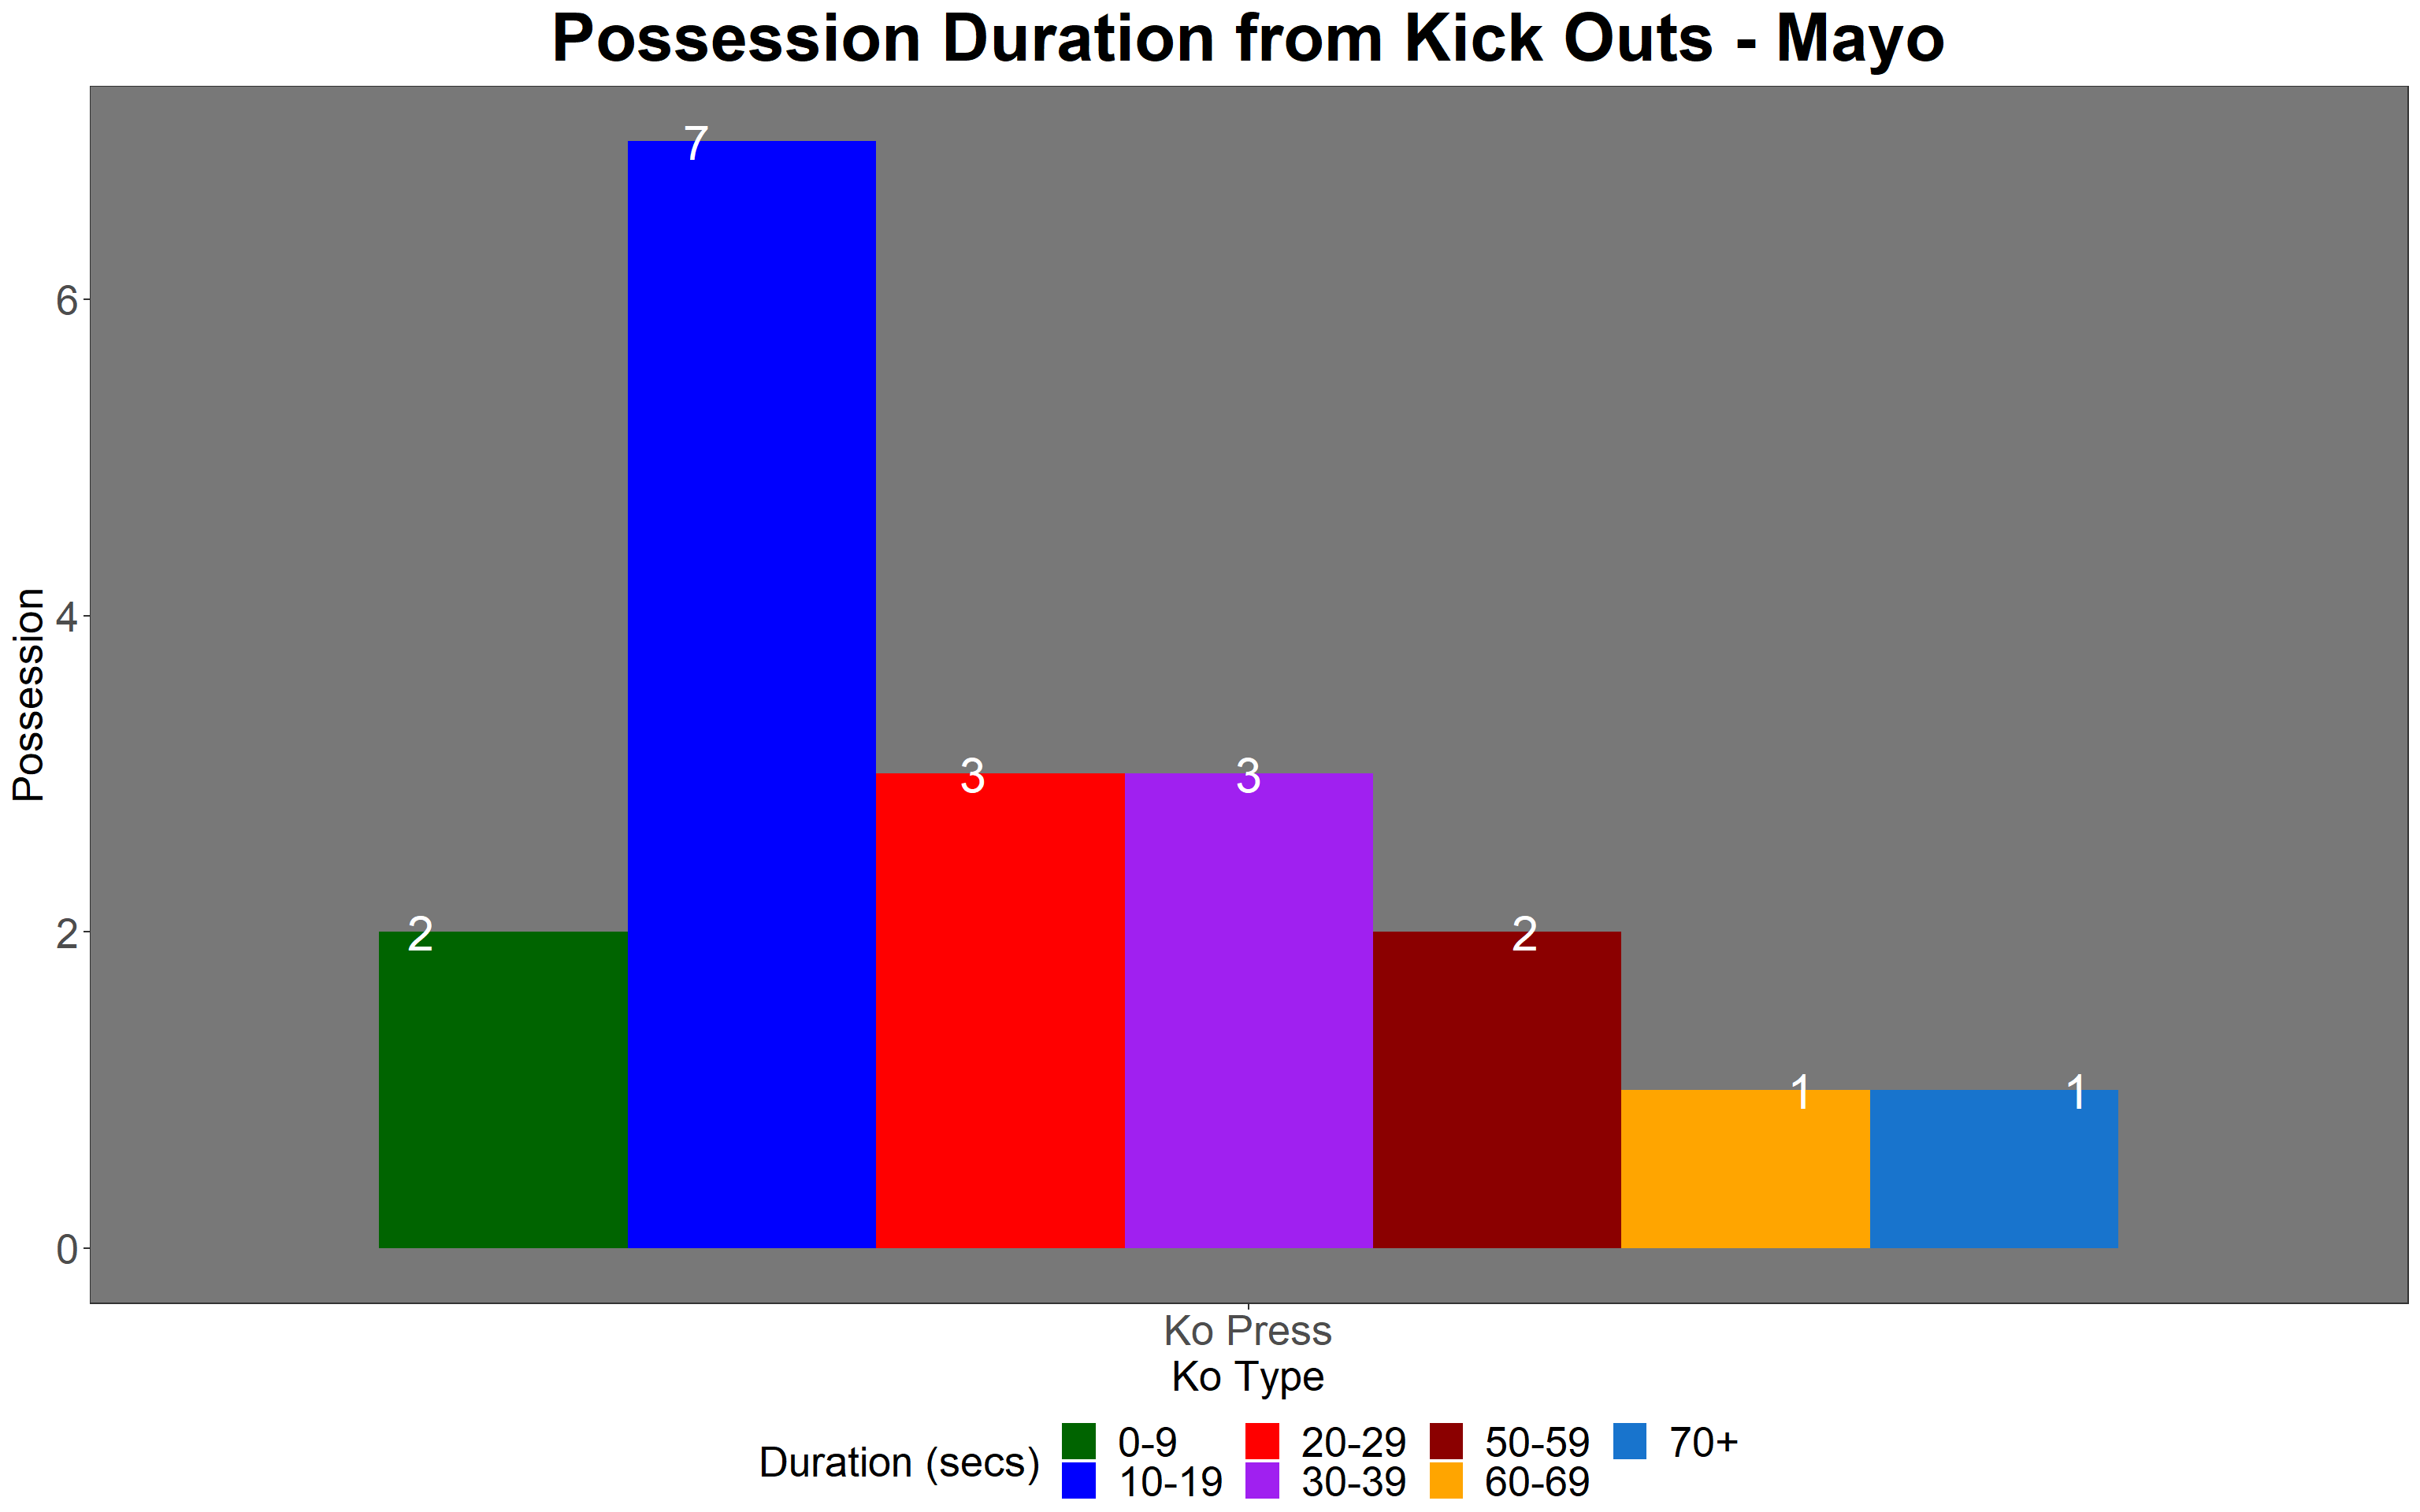 Possession Duration from Kick Outs - Mayo
7
6
4
3 3
2 2 2
1 1
0
Possession
Ko Press
Ko Type
Duration (secs)
0-9 20-29 50-59 70+
10-19 30-39 60-69